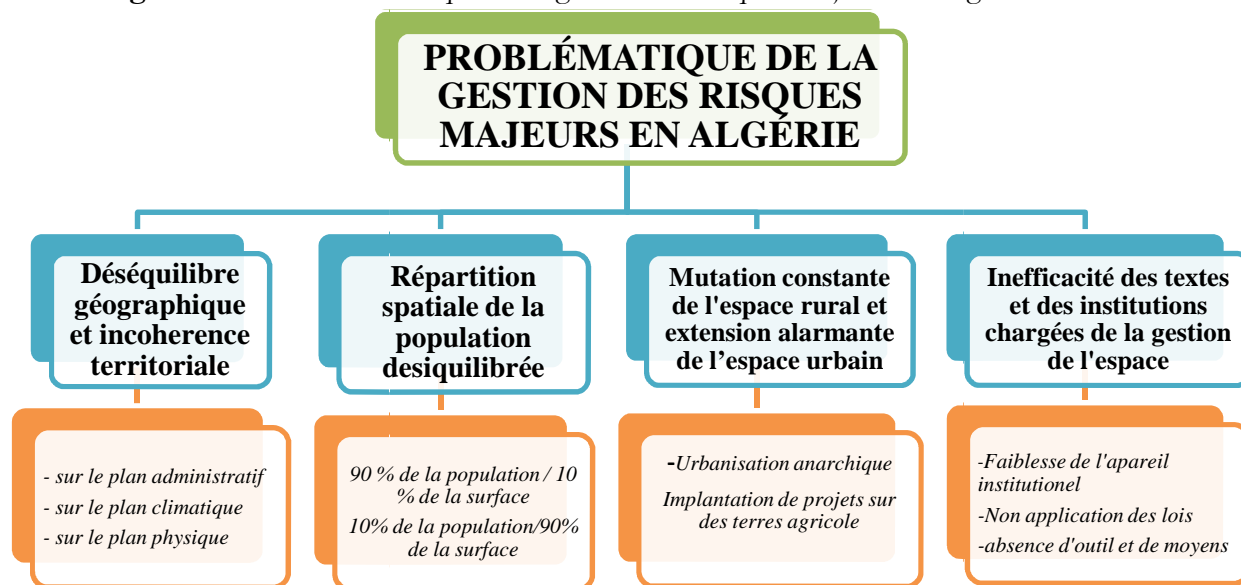 PROBLÉMATIQUE DE LA
GESTION DES RISQUES
MAJEURS EN ALGÉRIE
Déséquilibre
géographique
et incoherence
territoriale
Répartition
spatiale de la
population
desiquilibrée
Mutation constante
de l'espace rural et
extension alarmante
de l’espace urbain
Inefficacité des textes
et des institutions
chargées de la gestion
de l'espace
- sur le plan administratif
- sur le plan climatique
- sur le plan physique
90 % de la population / 10
% de la surface
10% de la population/90%
de la surface
-Urbanisation anarchique
Implantation de projets sur
des terres agricole
-Faiblesse de l'apareil
institutionel
-Non application des lois
-absence d'outil et de moyens